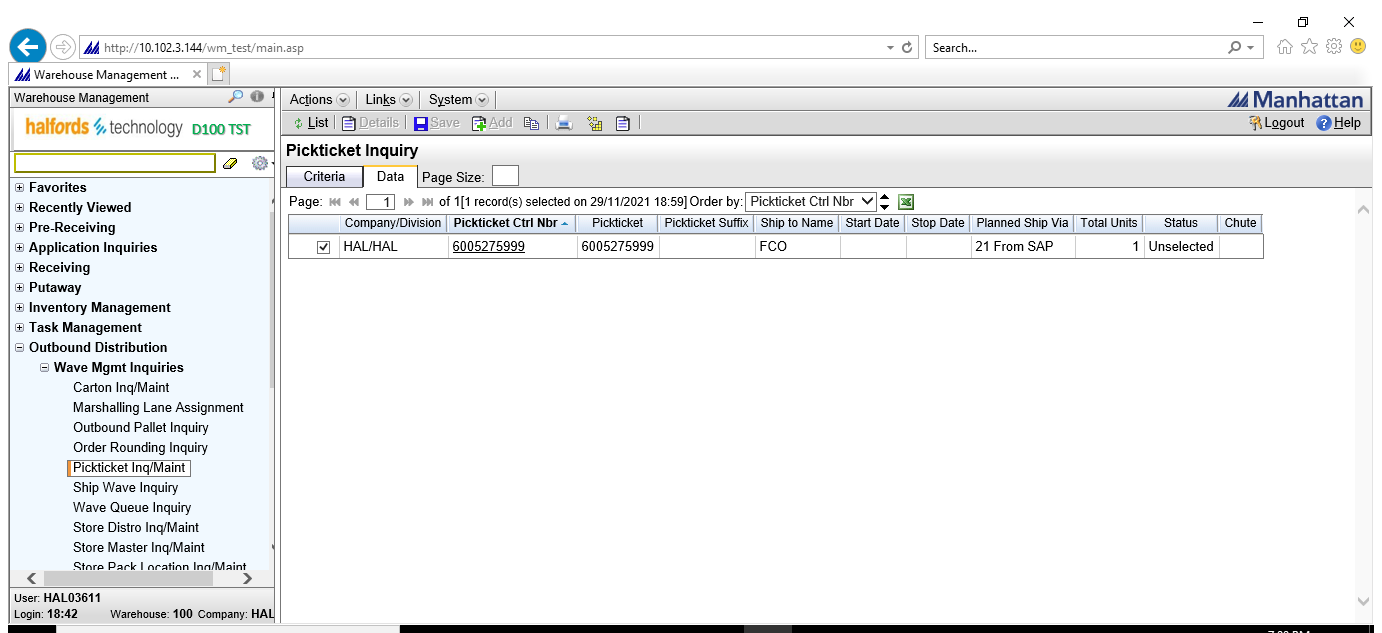 http://10.102.3.144/wm_test/main.asp
Search...
Warehouse Management ...
Warehouse Management
halfords technology D100 TST
Favorites
Recently Viewed
Pre-Receiving
Application Inquiries
Receiving
Putaway
Inventory Management
Task Management
Outbound Distribution
Wave Mgmt Inquiries
Carton Inq/Maint
Marshalling Lane Assignment
Outbound Pallet Inquiry
Order Rounding Inquiry
Pickticket Inq/Maint
Ship Wave Inquiry
Wave Queue Inquiry
Store Distro Inq/Maint
Store Master Inq/Maint
Store Pack Location Inq/Maint
User: HAL03611
Login: 18:42 Warehouse: 100 Company: HAL
Actions Links System
Manhattan
List Details Save Add
Logout Help
Pickticket Inquiry
Criteria Data Page Size:
Page: 1 of 1[1 record(s) selected on 29/11/2021 18:59] Order by: Pickticket Ctrl Nbr
Company/Division Pickticket Ctrl Nbr Pickticket Pickticket Suffix Ship to Name Start Date Stop Date Planned Ship Via Total Units Status Chute
HAL/HAL 6005275999 6005275999 FCO 21 From SAP 1 Unselected